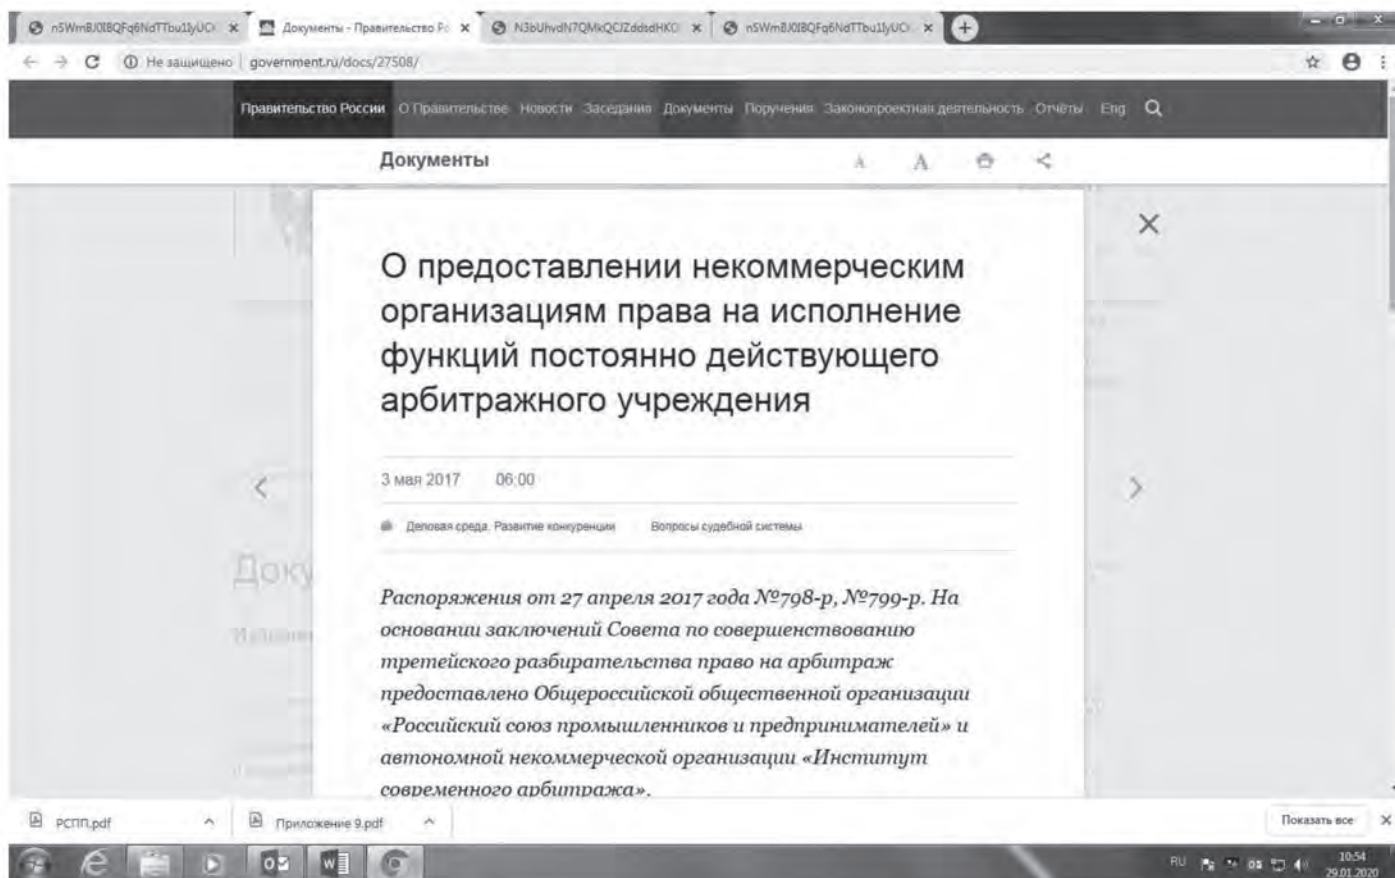 Документы - Правительство Ро
Не защищено | government.ru/docs/27508/
Правительство России О Правительстве Новости Заседания Документы Поручения Законопроектная деятельность Отчёты Eng
Документы
A A
О предоставлении некоммерческим
организациям права на исполнение
функций постоянно действующего
арбитражного учреждения
3 мая 2017 06:00
Деловая среда. Развитие конкуренции Вопросы судебной системы
Доку
Распоряжения от 27 апреля 2017 года №798-р, №799-р. На
основании заключений Совета по совершенствованию
третейского разбирательства право на арбитраж
предоставлено Общероссийской общественной организации
«Российский союз промышленников и предпринимателей» и
автономной некоммерческой организации «Институт
современного арбитража».
РСПП.pdf Приложение 9.pdf Показать все
RU 10:54
29.01.2020